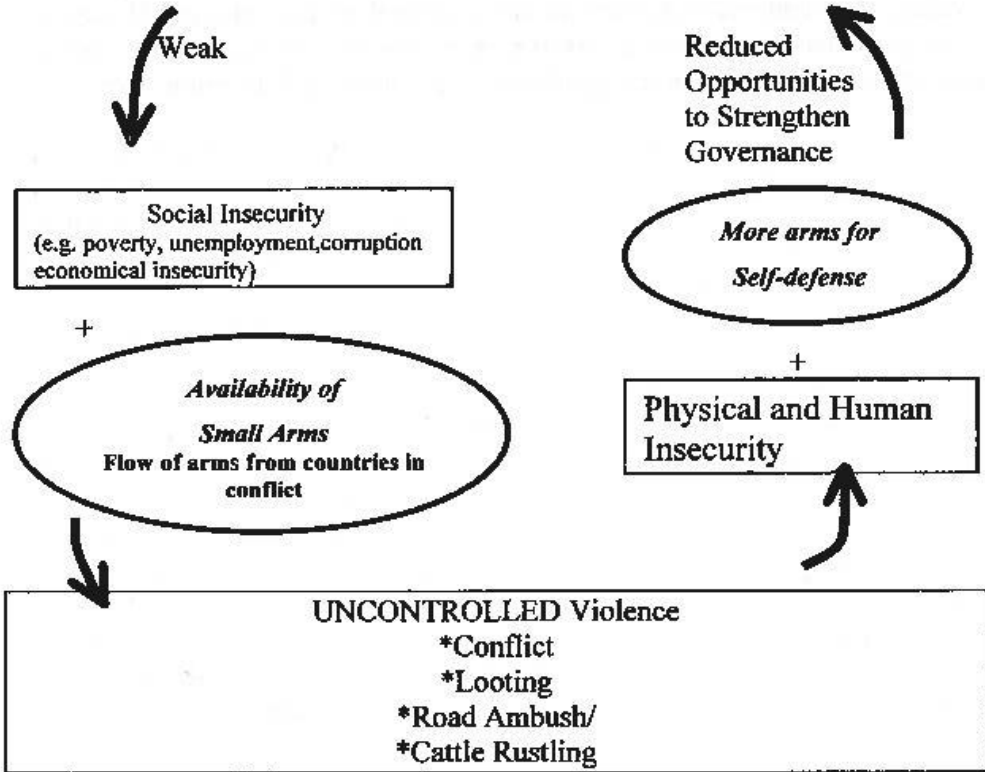 Weak
Social Insecurity
(e.g. poverty, unemployment,corruption
economical insecurity)
+
Availability of
Small Arms
Flow of arms from countries in
conflict
UNCONTROLLED Violence
*Conflict
*Looting
*Road Ambush/
*Cattle Rustling
Physical and Human
Insecurity
+
More arms for
Self-defense
Reduced
Opportunities
to Strengthen
Governance